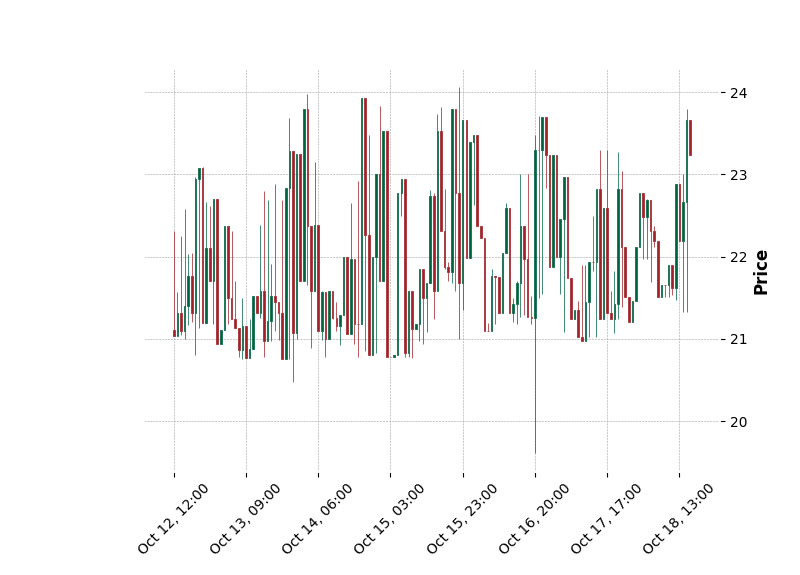 24
23
22
21
20
Price
Oct 12, 12:00
Oct 13, 09:00
Oct 14, 06:00
Oct 15, 03:00
Oct 15, 23:00
Oct 16, 20:00
Oct 17, 17:00
Oct 18, 13:00